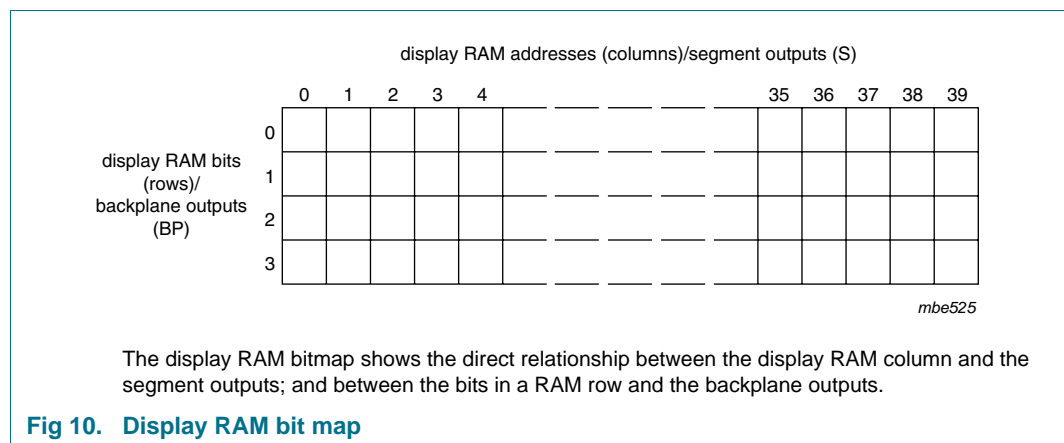 display RAM addresses (columns)/segment outputs (S)
0 1 2 3 4 35 36 37 38 39
0
display RAM bits
(rows)/
backplane outputs
(BP)
1
2
3
mbe525
The display RAM bitmap shows the direct relationship between the display RAM column and the
segment outputs; and between the bits in a RAM row and the backplane outputs.
Fig 10. Display RAM bit map